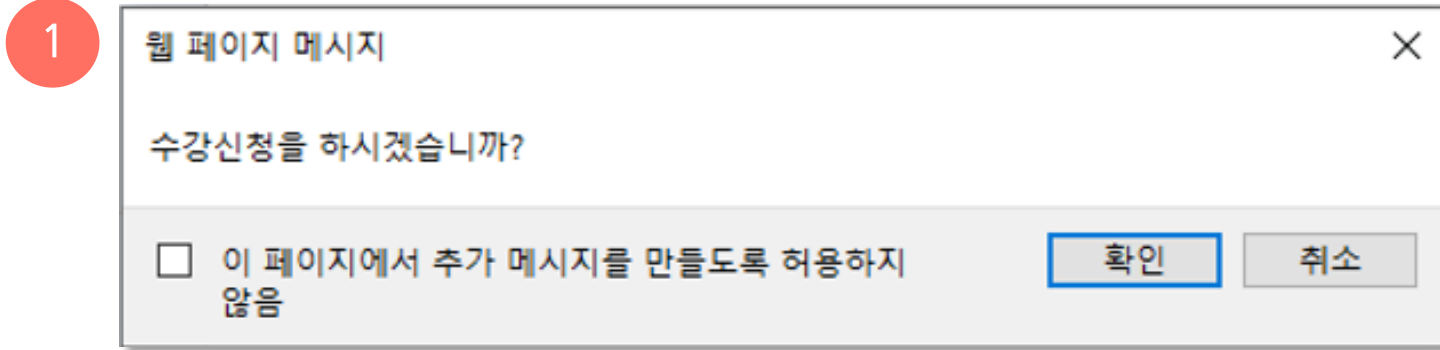 1
웹 페이지 메시지
수강신청을 하시겠습니까?
이 페이지에서 추가 메시지를 만들도록 허용하지
않음
확인
취소